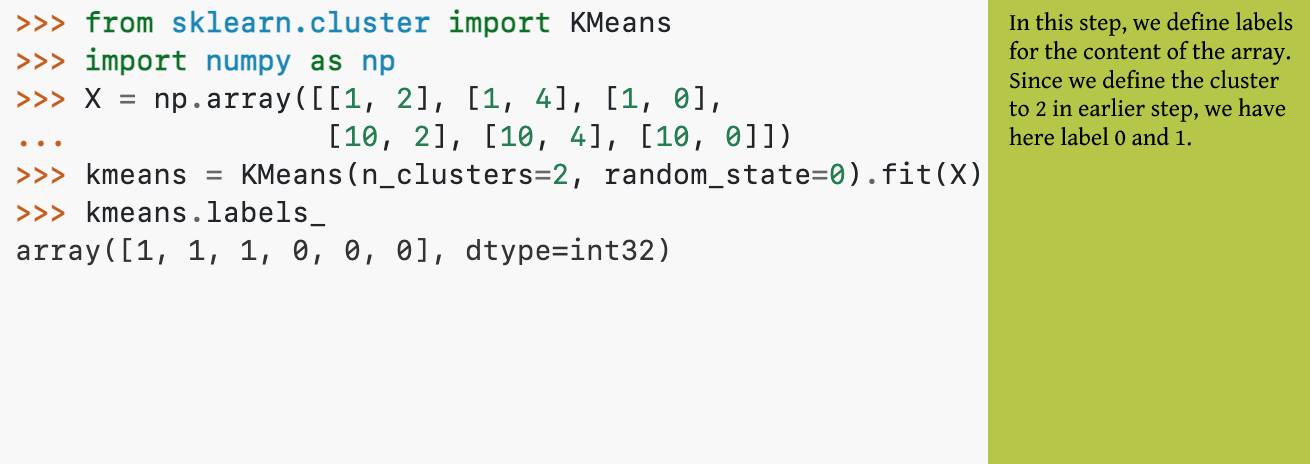 >>> from sklearn.cluster import KMeans
>>> import numpy as np
>>> X = np.array([[1, 2], [1, 4], [1, 0],
...               [10, 2], [10, 4], [10, 0]])
>>> kmeans = KMeans(n_clusters=2, random_state=0).fit(X)
>>> kmeans.labels_
array([1, 1, 1, 0, 0, 0], dtype=int32)
In this step, we define labels
for the content of the array.
Since we define the cluster
to 2 in earlier step, we have
here label 0 and 1.